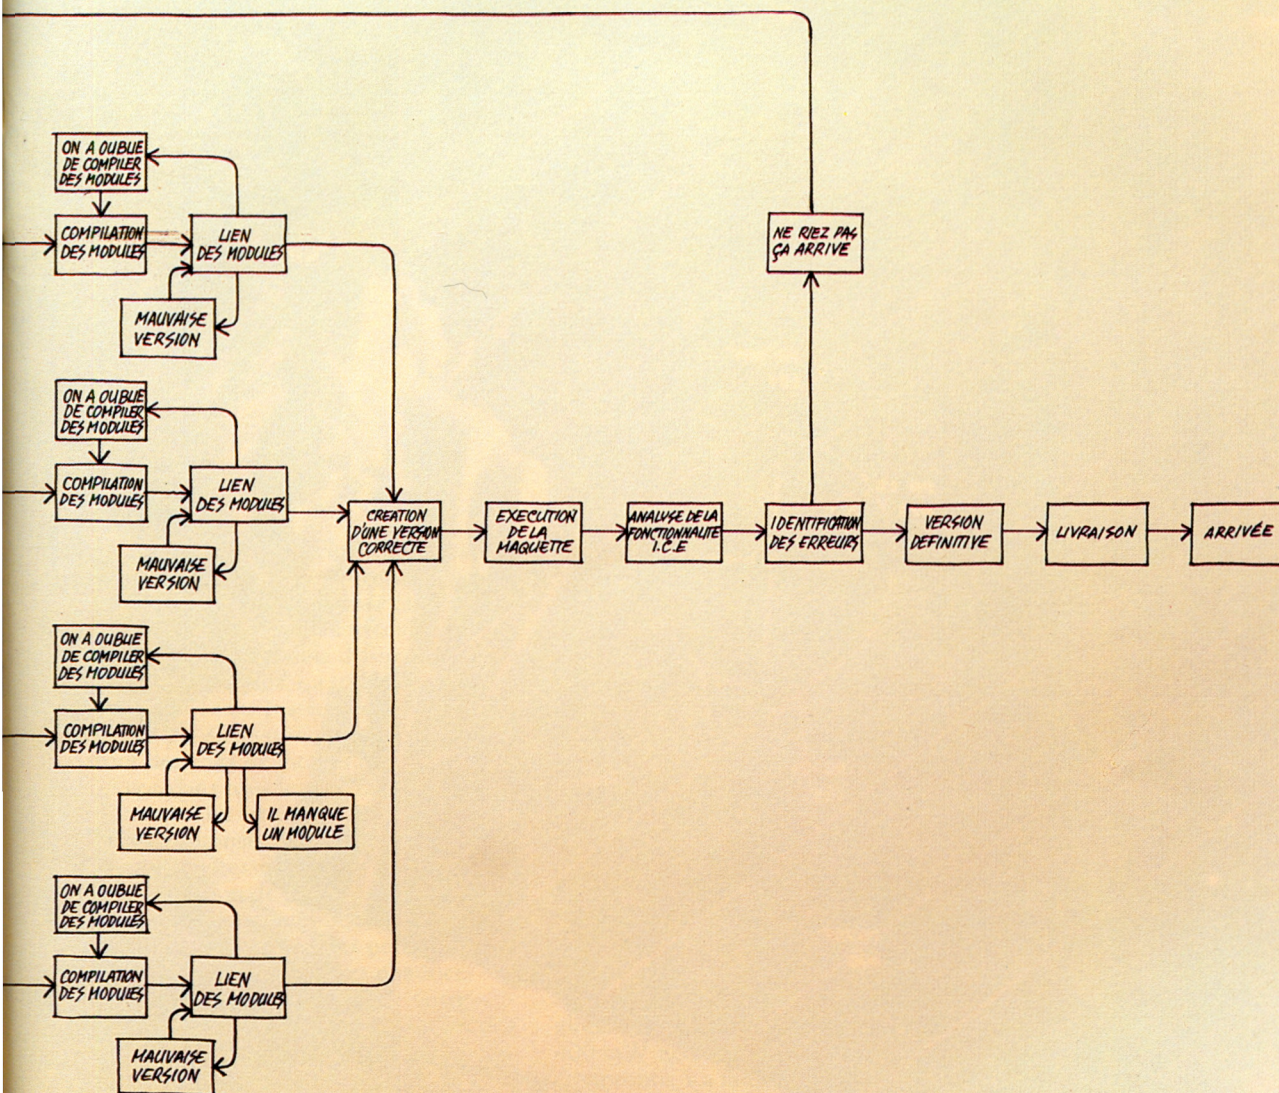 ON A OUBLIE
DE COMPILER
DES MODULES
COMPILATION
DES MODULES
LIEN
DES MODULES
MAUVAISE
VERSION
NE RIEZ PAS
ÇA ARRIVE
ON A OUBLIE
DE COMPILER
DES MODULES
COMPILATION
DES MODULES
LIEN
DES MODULES
MAUVAISE
VERSION
CREATION
D'UNE VERSION
CORRECTE
EXECUTION
DE LA
MAQUETTE
ANALYSE DE LA
FONCTIONNALITE
I.C.E
IDENTIFICATION
DES ERREURS
VERSION
DEFINITIVE
LIVRAISON
ARRIVÉE
ON A OUBLIE
DE COMPILER
DES MODULES
COMPILATION
DES MODULES
LIEN
DES MODULES
MAUVAISE
VERSION
IL MANQUE
UN MODULE
ON A OUBLIE
DE COMPILER
DES MODULES
COMPILATION
DES MODULES
LIEN
DES MODULES
MAUVAISE
VERSION